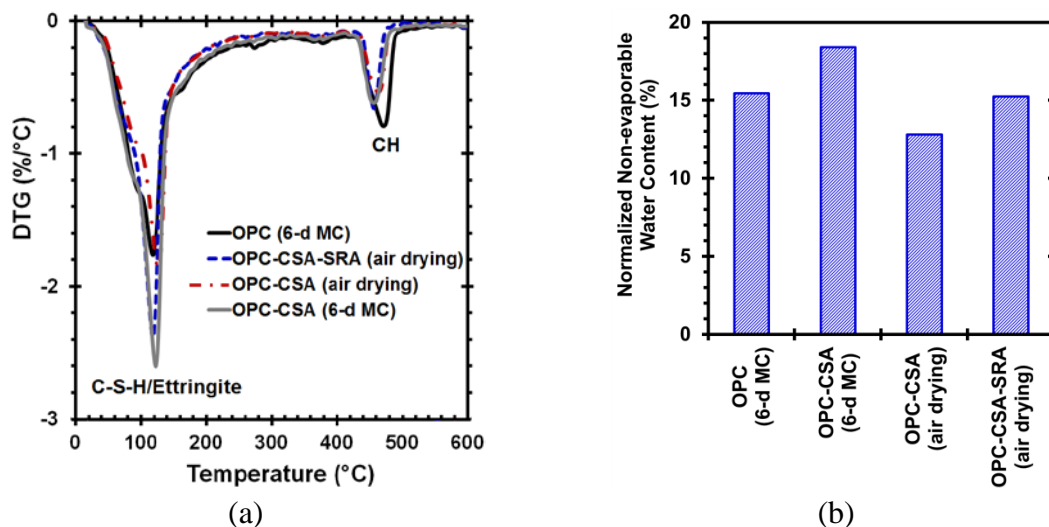 0
-1
-2
-3
DTG (%/°C)
CH
OPC (6-d MC)
OPC-CSA-SRA (air drying)
OPC-CSA (air drying)
OPC-CSA (6-d MC)
C-S-H/Ettringite
0 100 200 300 400 500 600
Temperature (°C)
(a)
20
15
10
5
0
Normalized Non-evaporable
Water Content (%)
OPC
(6-d MC)
OPC-CSA
(6-d MC)
OPC-CSA
(air drying)
OPC-CSA-SRA
(air drying)
(b)